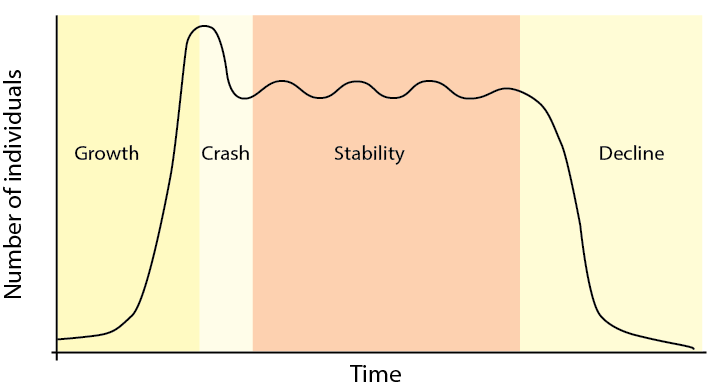 Number of individuals
Growth
Crash
Stability
Decline
Time